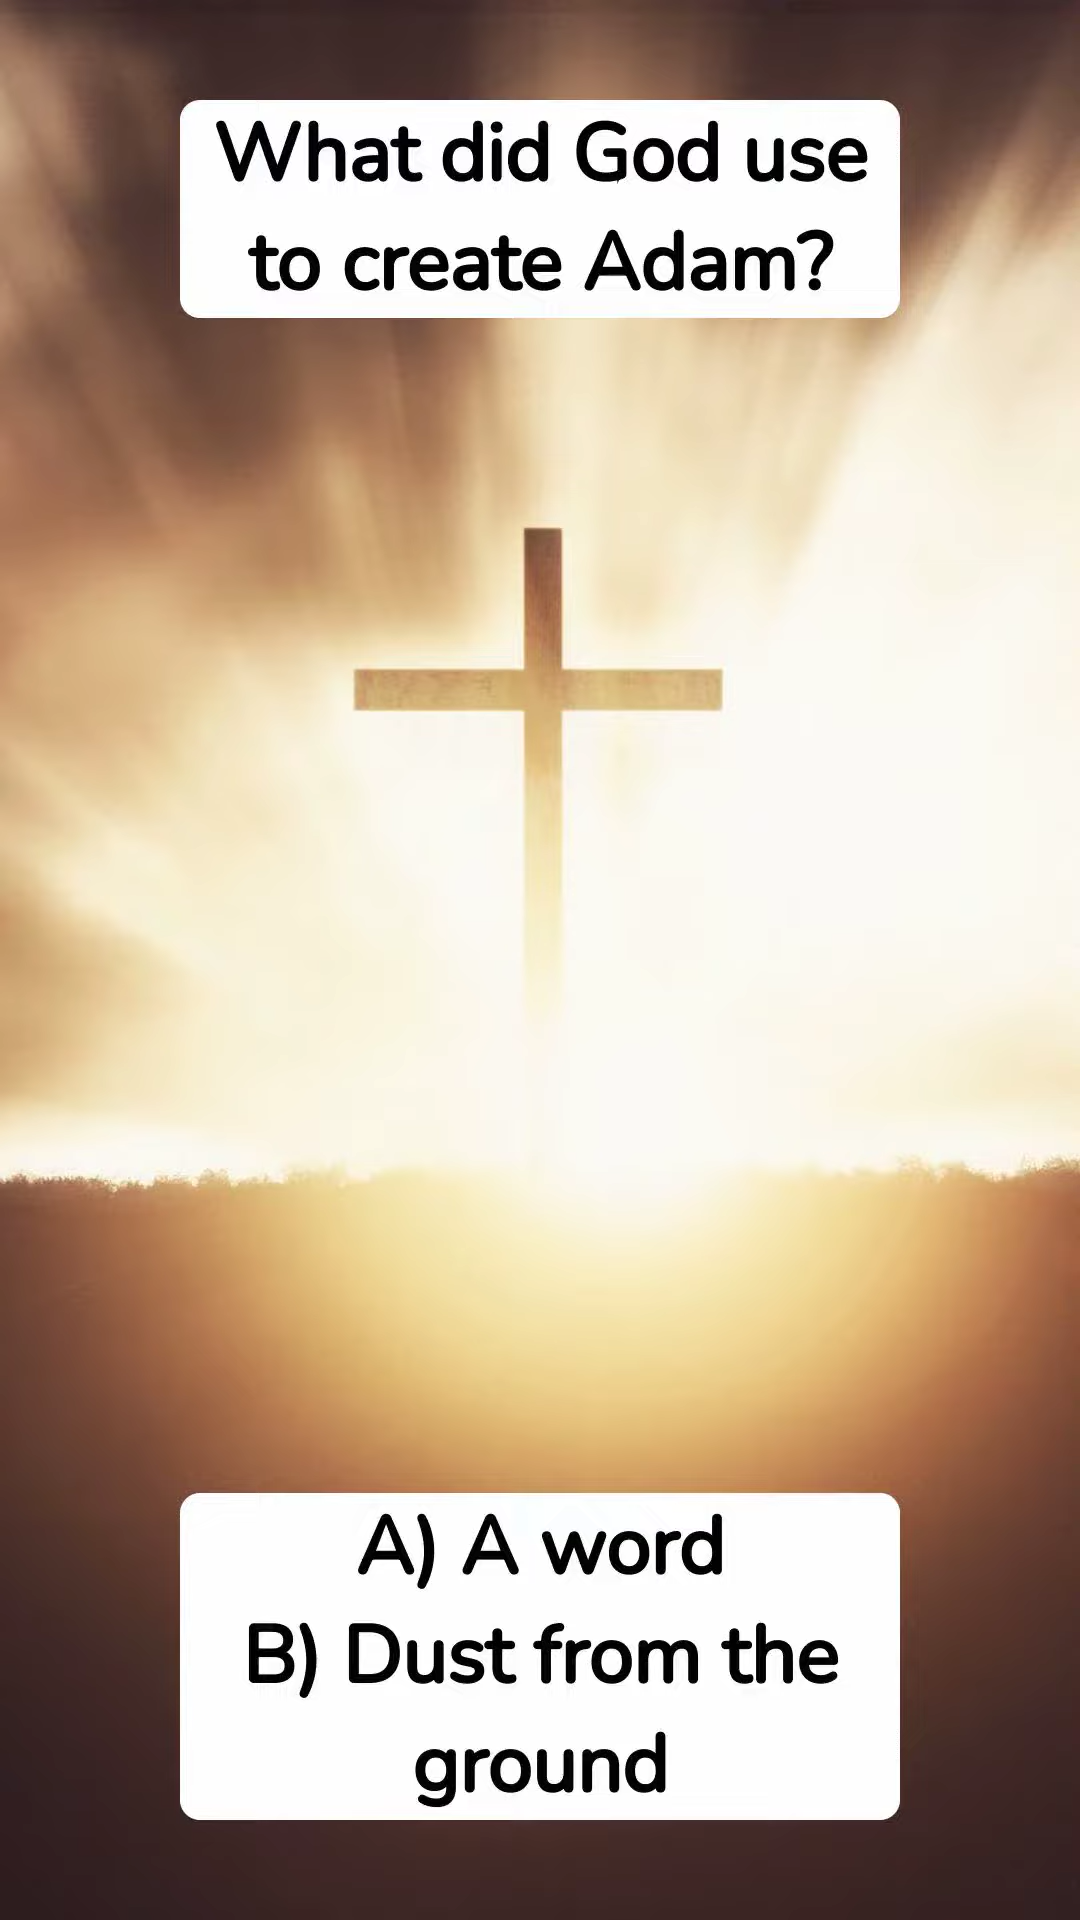 What did God use
to create Adam?
A) A word
B) Dust from the
ground